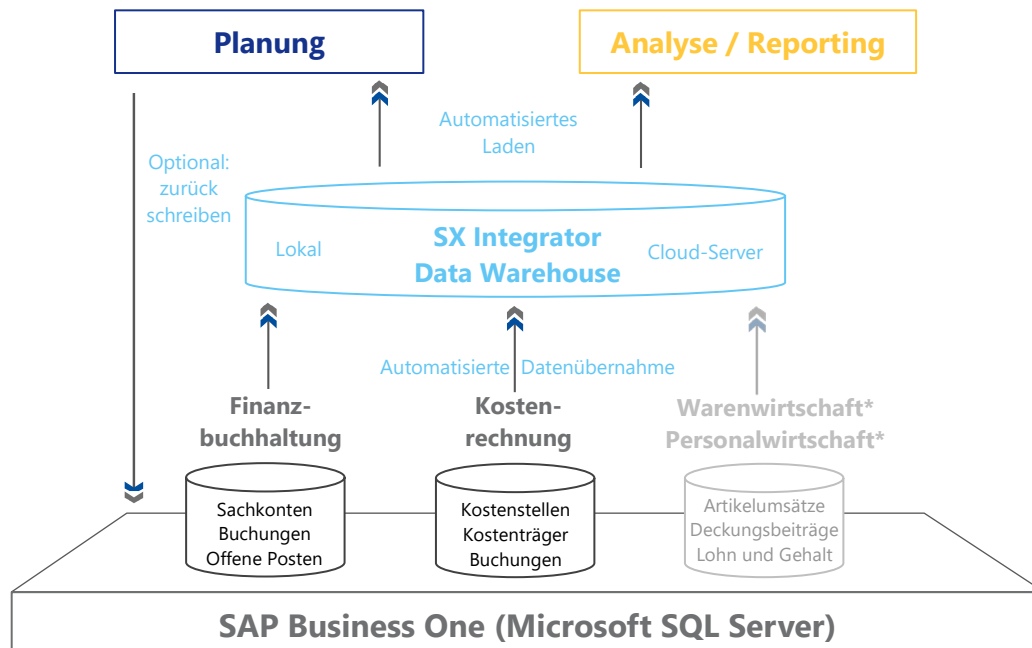 Planung
Analyse / Reporting
Automatisiertes
Laden
Optional:
zurück
schreiben
Lokal
SX Integrator
Data Warehouse
Cloud-Server
Automatisierte Datenübernahme
Finanz-
buchhaltung
Kosten-
rechnung
Warenwirtschaft*
Personalwirtschaft*
Sachkonten
Buchungen
Offene Posten
Kostenstellen
Kostenträger
Buchungen
Artikelumsätze
Deckungsbeiträge
Lohn und Gehalt
SAP Business One (Microsoft SQL Server)